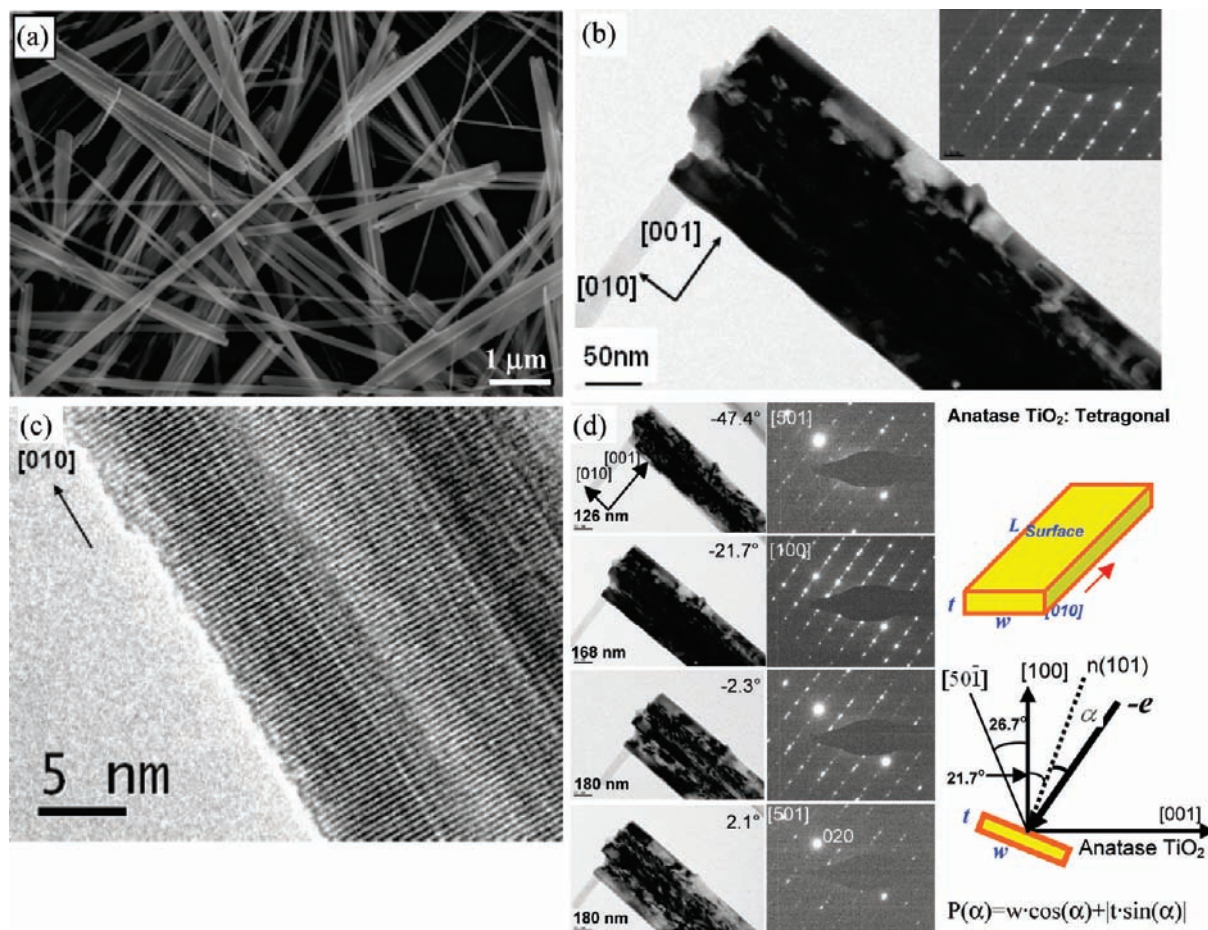 (a)
1 μm
(b)
[001]
[010]
50nm
(c)
[010]
5 nm
(d)
-47.4°
[501]
[001]
[010]
126 nm
-21.7°
[100]
168 nm
-2.3°
180 nm
2.1°
[501]
020
180 nm
Anatase TiO₂: Tetragonal
L Surface
t
w
[010]
[501̄]
[100]
n(101)
α
-e
26.7°
21.7°
[001]
t
w
Anatase TiO₂
P(α)=w·cos(α)+|t·sin(α)|